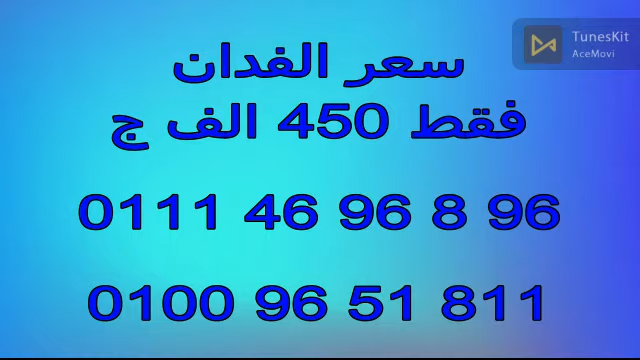 TunesKit
AceMovi
سعر الفدان
فقط 450 الف ج
0111 46 96 8 96
0100 96 51 811